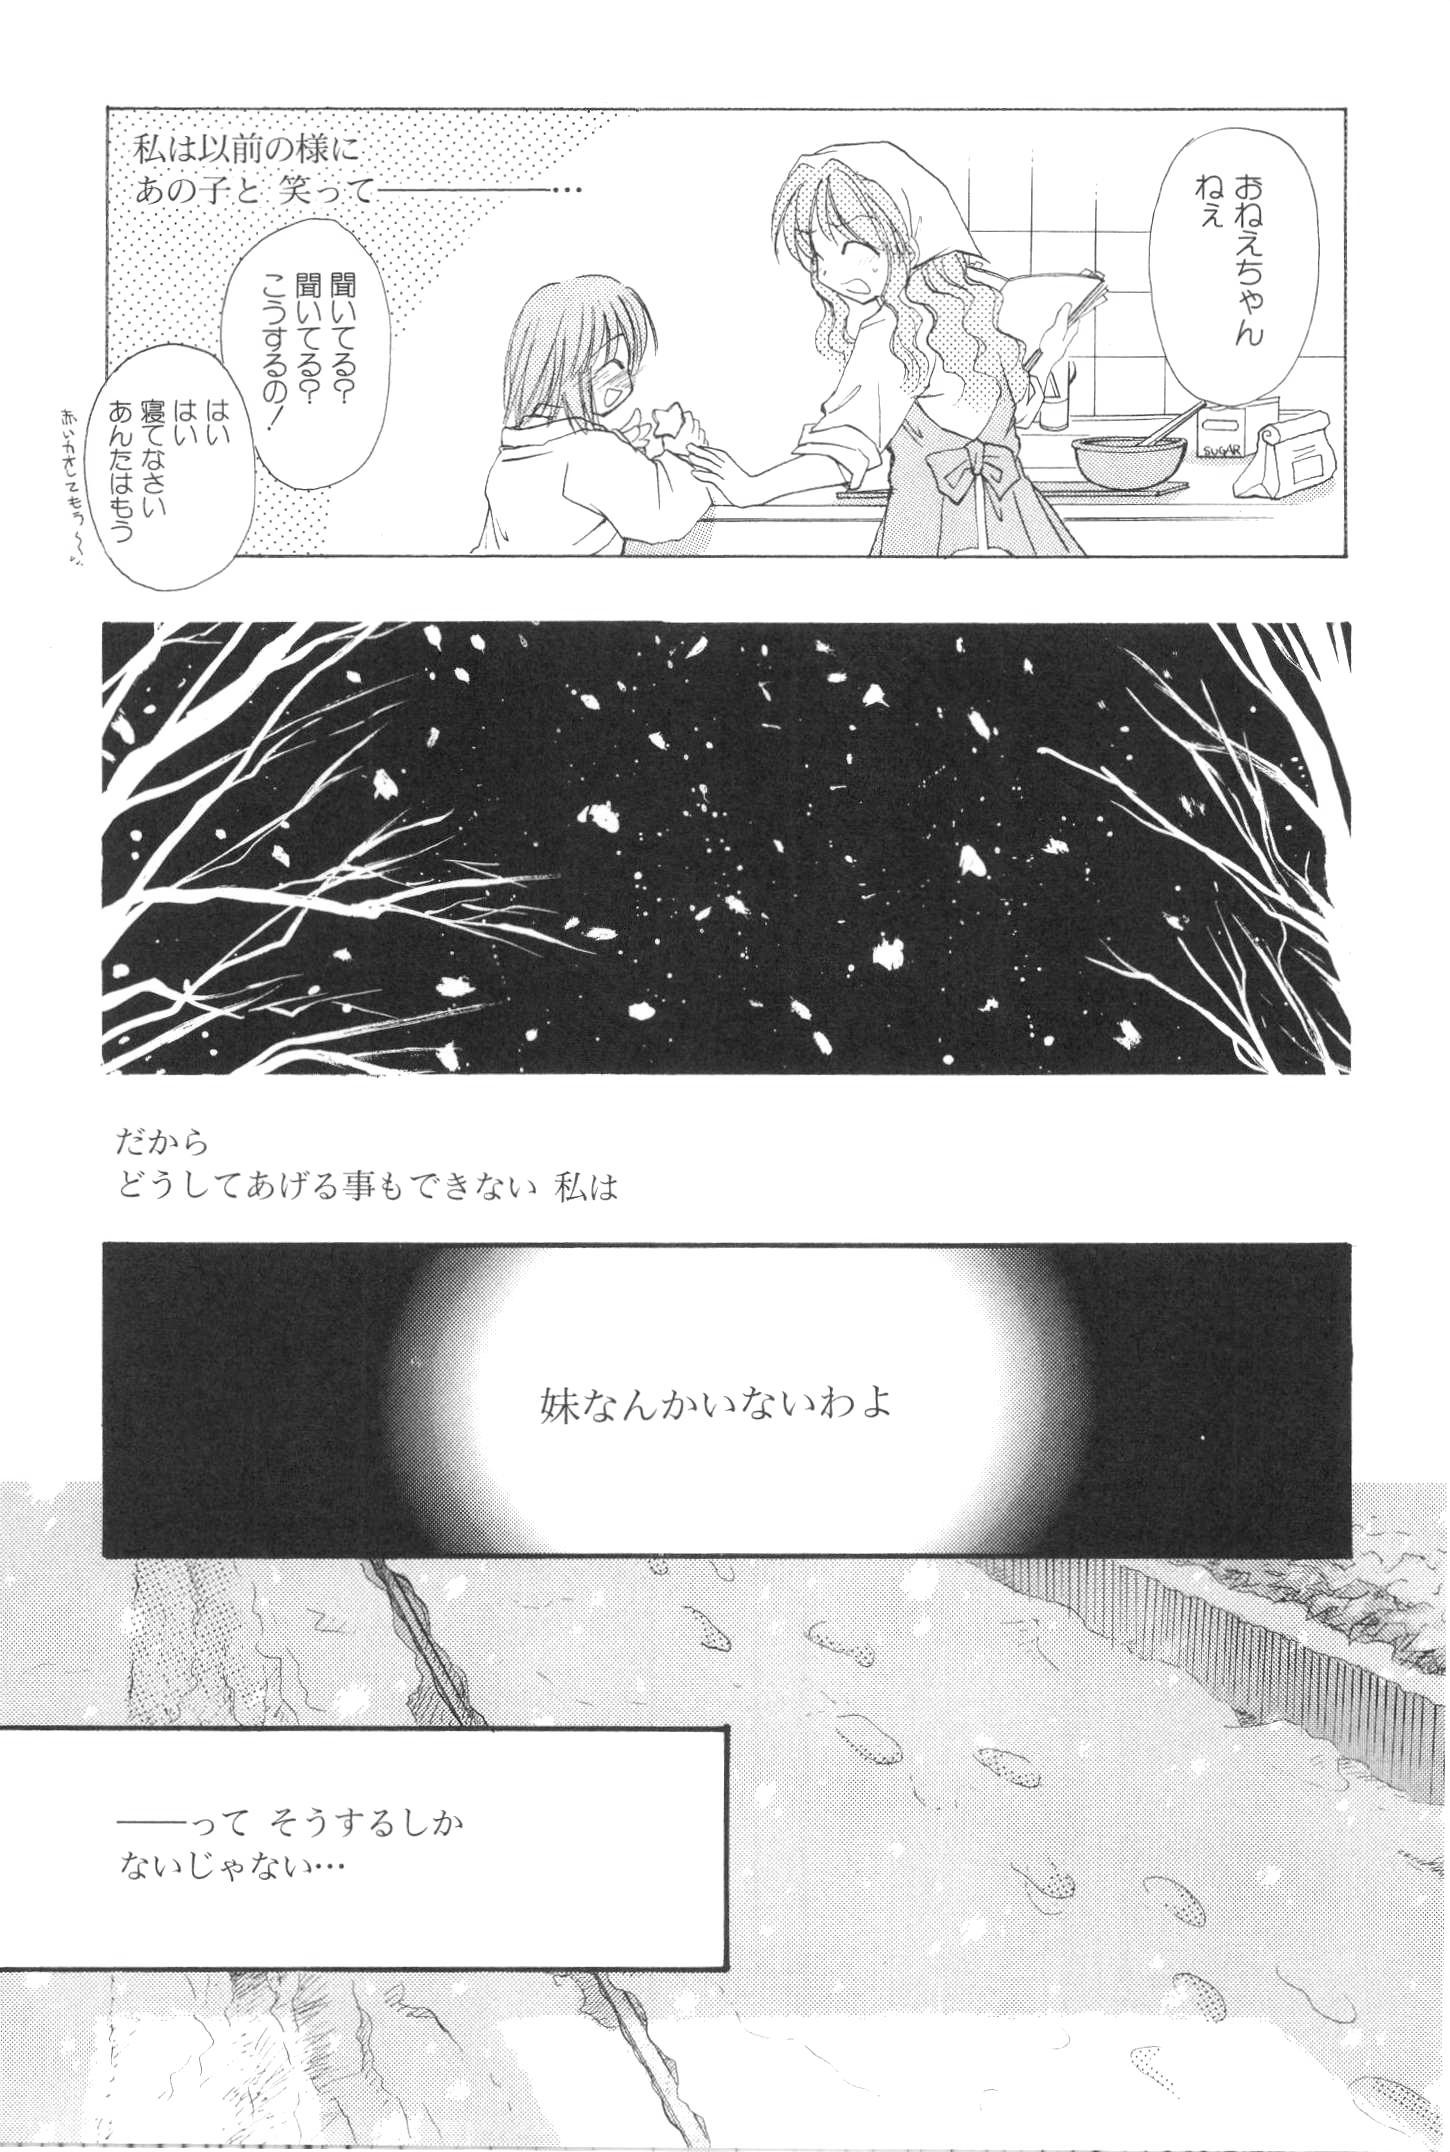 おねえちゃん
ねぇ
私は以前の様に
あの子と 笑って―――――…
聞いてる?
聞いてる?
こうするの!
はい
はい
寝てなさい
あんたはもう
SUGAR
だから
どうしてあげる事もできない 私は
妹なんかいないわよ
――って そうするしか
ないじゃない…